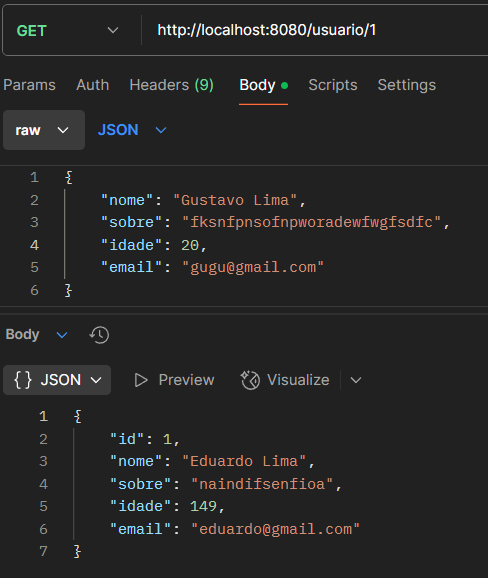 GET http://localhost:8080/usuario/1
Params Auth Headers (9) Body Scripts Settings
raw JSON
1 {
2 "nome": "Gustavo Lima",
3 "sobre": "fksnfpnsofnpworadewfwgfsdfc",
4 "idade": 20,
5 "email": "gugu@gmail.com"
6 }
Body
{} JSON Preview Visualize
1 {
2 "id": 1,
3 "nome": "Eduardo Lima",
4 "sobre": "naindifsenfioa",
5 "idade": 149,
6 "email": "eduardo@gmail.com"
7 }